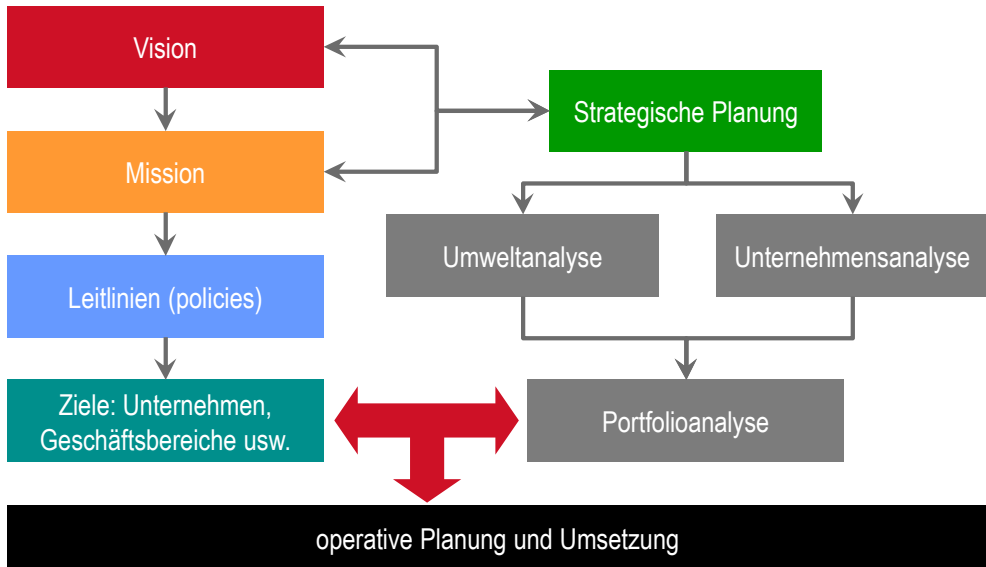 Vision
Strategische Planung
Mission
Umweltanalyse
Unternehmensanalyse
Leitlinien (policies)
Ziele: Unternehmen,
Geschäftsbereiche usw.
Portfolioanalyse
operative Planung und Umsetzung